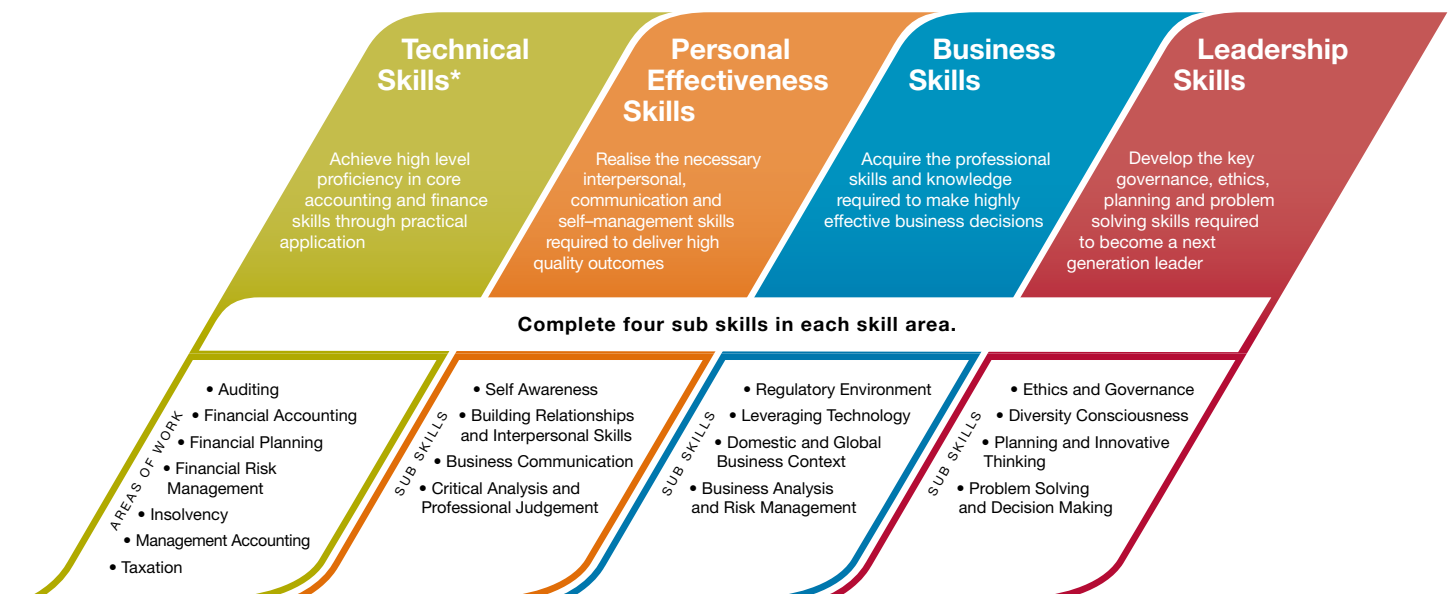 Technical
Skills*
Achieve high level
proficiency in core
accounting and finance
skills through practical
application
Personal
Effectiveness
Skills
Realise the necessary
interpersonal,
communication and
self–management skills
required to deliver high
quality outcomes
Business
Skills
Acquire the professional
skills and knowledge
required to make highly
effective business decisions
Leadership
Skills
Develop the key
governance, ethics,
planning and problem
solving skills required
to become a next
generation leader
Complete four sub skills in each skill area.
AREAS OF WORK
• Auditing
• Financial Accounting
• Financial Planning
• Financial Risk
Management
• Insolvency
• Management Accounting
• Taxation
SUB SKILLS
• Self Awareness
• Building Relationships
and Interpersonal Skills
• Business Communication
• Critical Analysis and
Professional Judgement
SUB SKILLS
• Regulatory Environment
• Leveraging Technology
• Domestic and Global
Business Context
• Business Analysis
and Risk Management
SUB SKILLS
• Ethics and Governance
• Diversity Consciousness
• Planning and Innovative
Thinking
• Problem Solving
and Decision Making